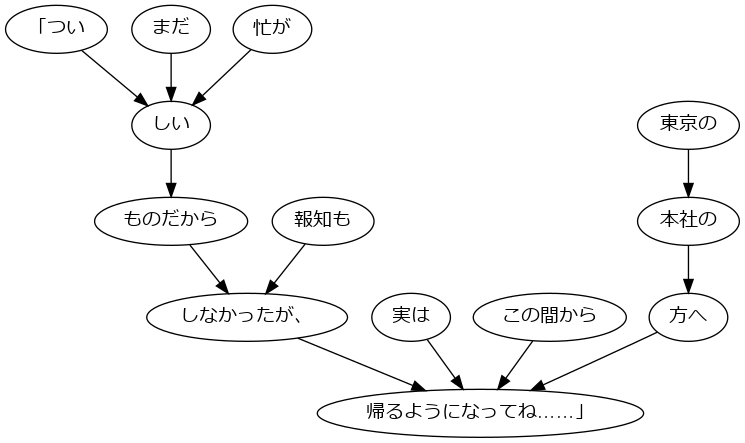 「つい
まだ
忙が
しい
東京の
ものだから
報知も
本社の
しなかったが、
実は
この間から
方へ
帰るようになってね……」